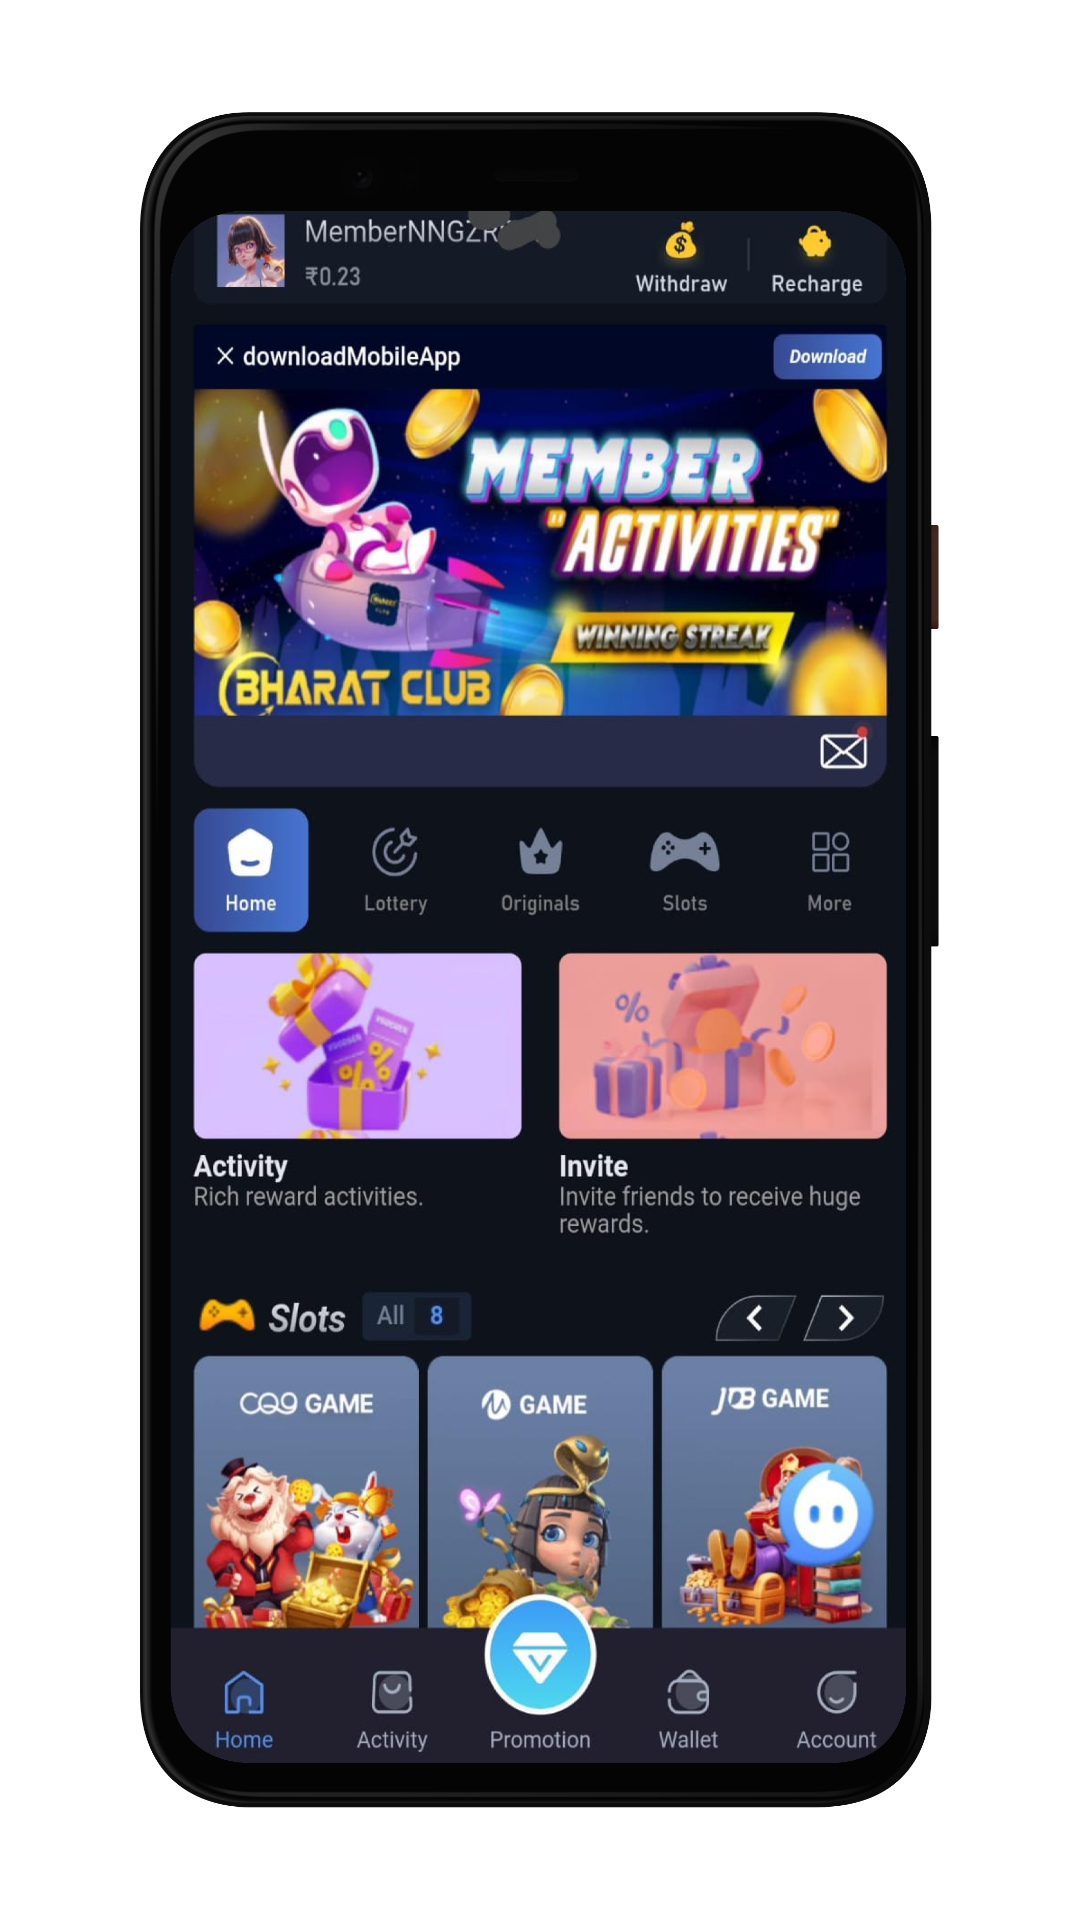 MemberNNGZR
₹0.23
Withdraw
Recharge
downloadMobileApp
Download
MEMBER
"ACTIVITIES"
WINNING STREAK
BHARAT CLUB
Home
Lottery
Originals
Slots
More
Activity
Rich reward activities.
Invite
Invite friends to receive huge
rewards.
Slots
All 8
CQ9 GAME
GAME
JDB GAME
Home
Activity
Promotion
Wallet
Account